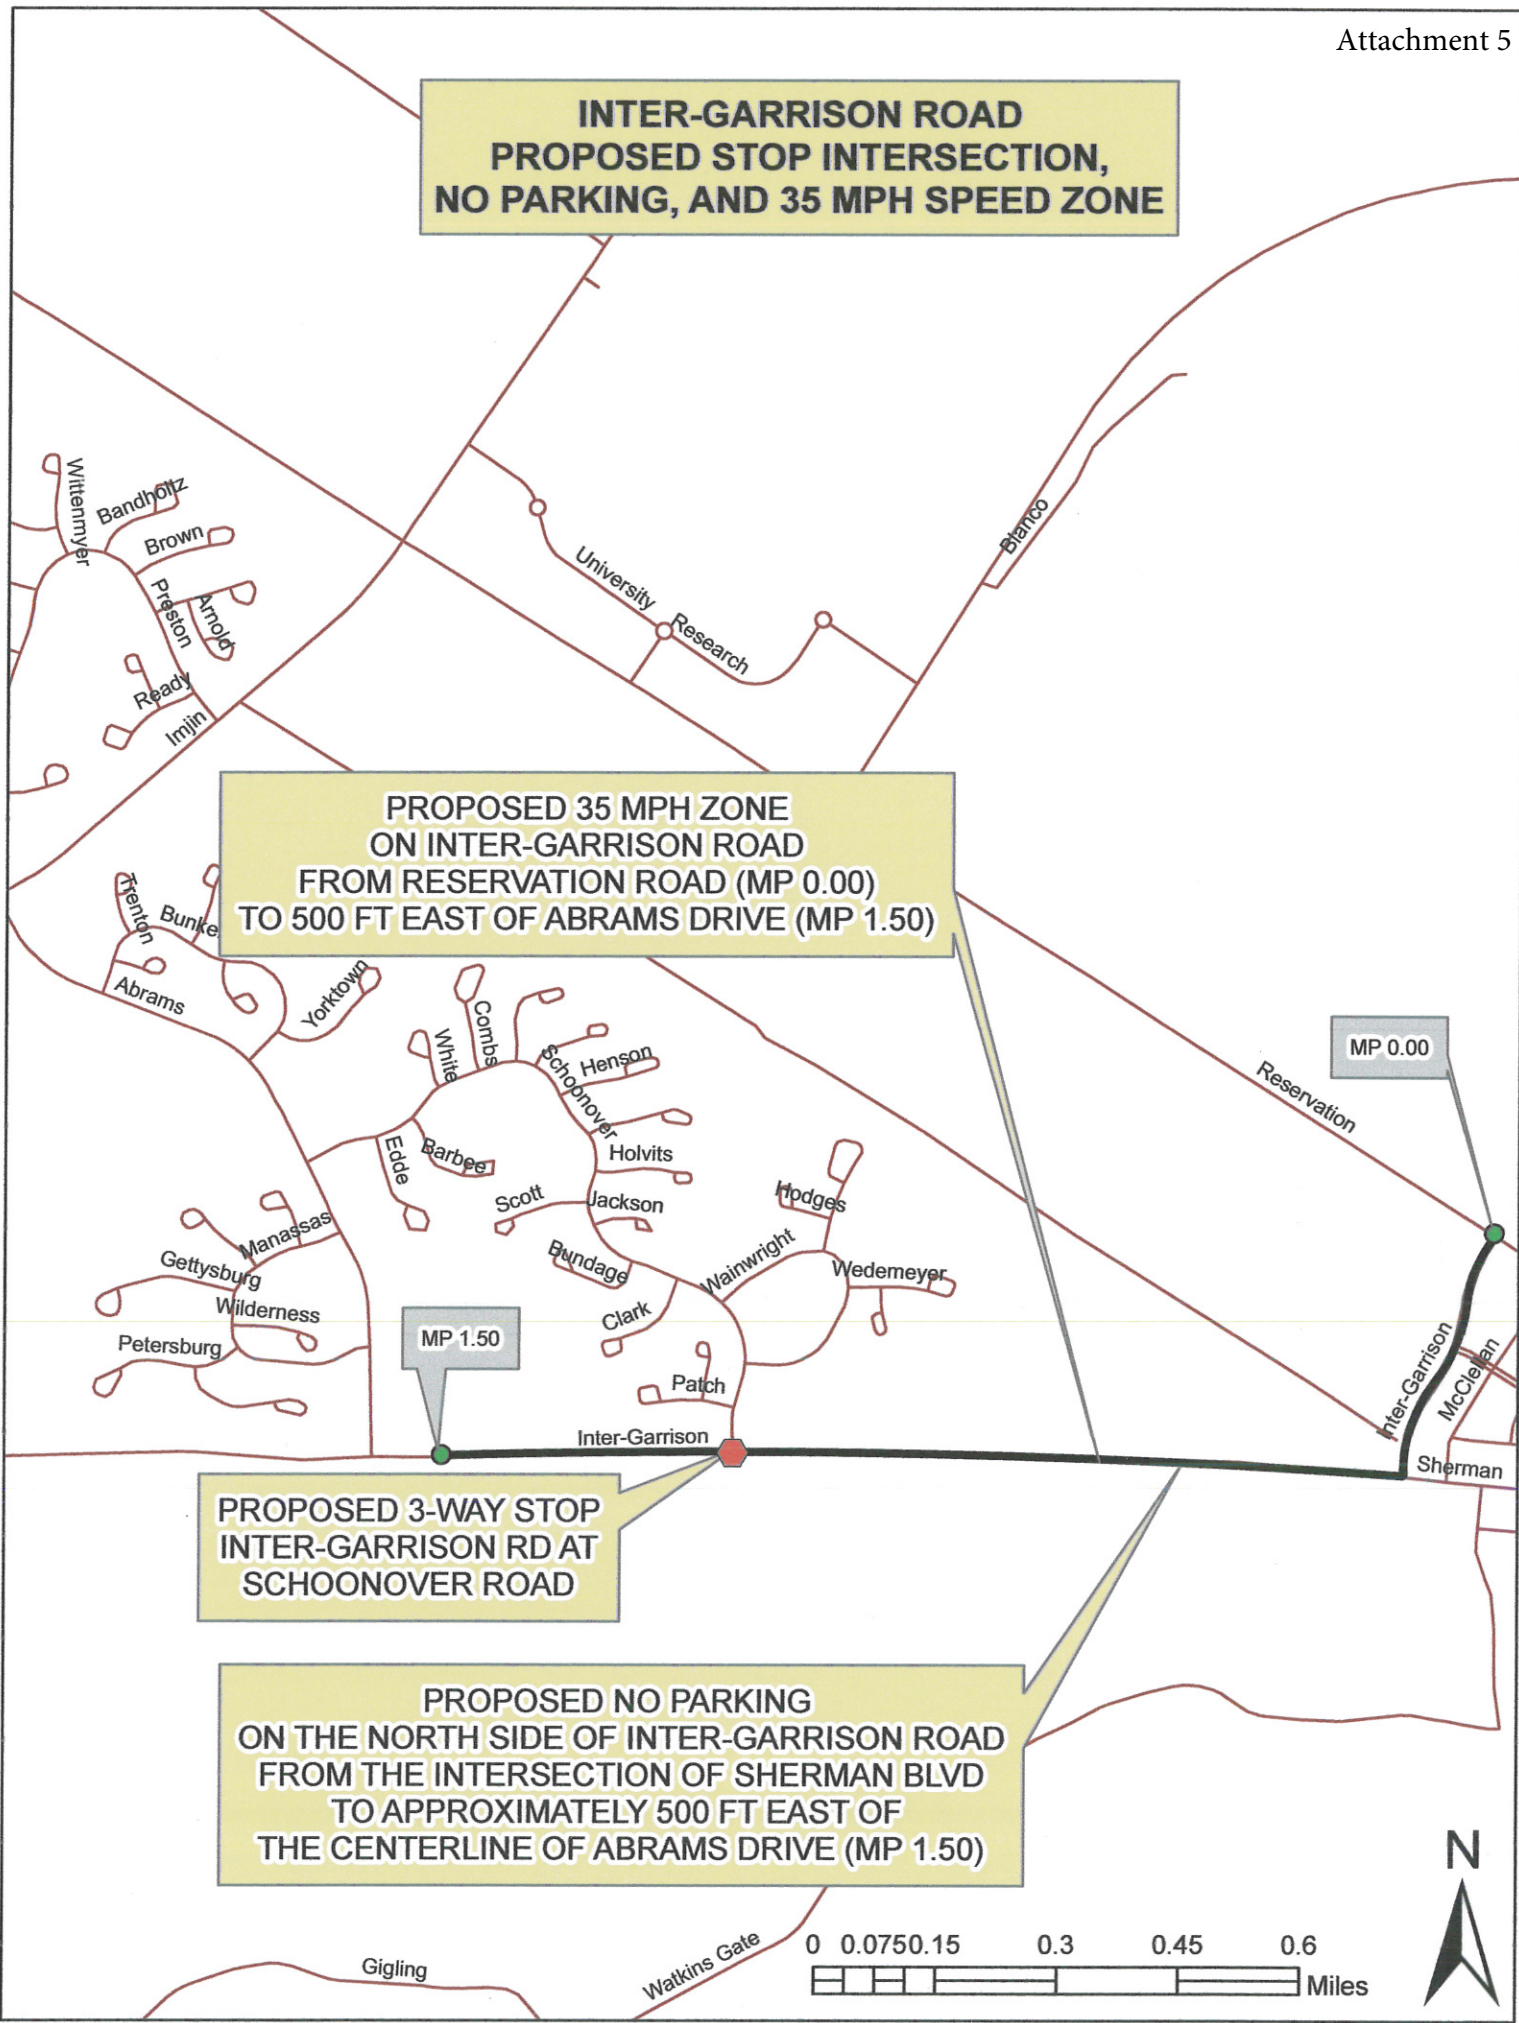 Attachment 5
INTER-GARRISON ROAD
PROPOSED STOP INTERSECTION,
NO PARKING, AND 35 MPH SPEED ZONE
Wittenmyer
Bandholtz
Brown
Preston
Arnold
Ready
Imjin
University
Research
Blanco
PROPOSED 35 MPH ZONE
ON INTER-GARRISON ROAD
FROM RESERVATION ROAD (MP 0.00)
TO 500 FT EAST OF ABRAMS DRIVE (MP 1.50)
Trenton
Bunke
Abrams
Yorktown
White
Combs
Schoonover
Henson
Edde
Barbee
Holvits
Scott
Jackson
Bundage
Clark
Wainwright
Hodges
Wedemeyer
Patch
Manassas
Gettysburg
Wilderness
Petersburg
Reservation
MP 0.00
MP 1.50
Inter-Garrison
Inter-Garrison
McClellan
Sherman
PROPOSED 3-WAY STOP
INTER-GARRISON RD AT
SCHOONOVER ROAD
PROPOSED NO PARKING
ON THE NORTH SIDE OF INTER-GARRISON ROAD
FROM THE INTERSECTION OF SHERMAN BLVD
TO APPROXIMATELY 500 FT EAST OF
THE CENTERLINE OF ABRAMS DRIVE (MP 1.50)
Gigling
Watkins Gate
N
0 0.075 0.15 0.3 0.45 0.6
Miles